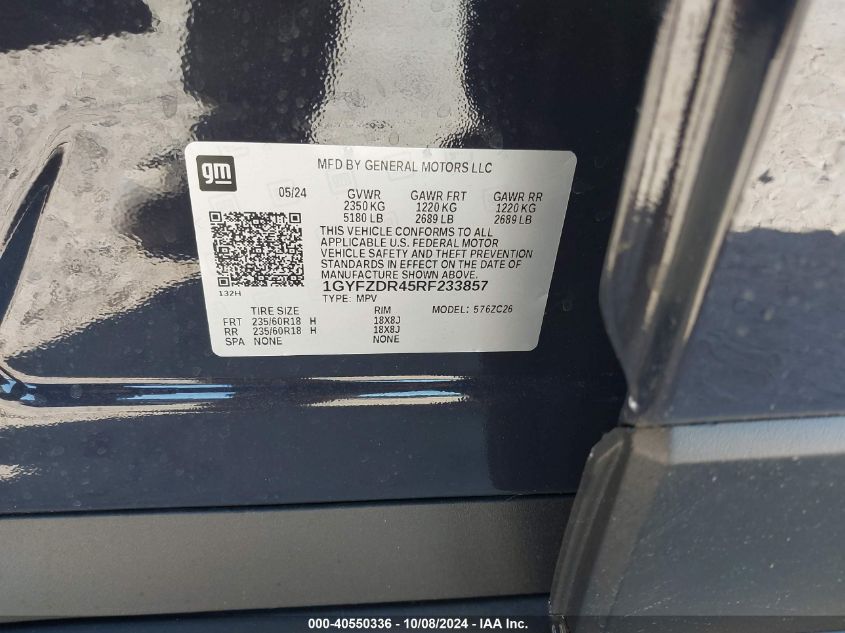 gm
MFD BY GENERAL MOTORS LLC
05/24 GVWR GAWR FRT GAWR RR
2350 KG 1220 KG 1220 KG
5180 LB 2689 LB 2689 LB
THIS VEHICLE CONFORMS TO ALL
APPLICABLE U.S. FEDERAL MOTOR
VEHICLE SAFETY AND THEFT PREVENTION
STANDARDS IN EFFECT ON THE DATE OF
MANUFACTURE SHOWN ABOVE.
132H 1GYFZDR45RF233857
TYPE: MPV
TIRE SIZE RIM MODEL: 576ZC26
FRT 235/60R18 H 18X8J
RR 235/60R18 H 18X8J
SPA NONE NONE
000-40550336 - 10/08/2024 - IAA Inc.